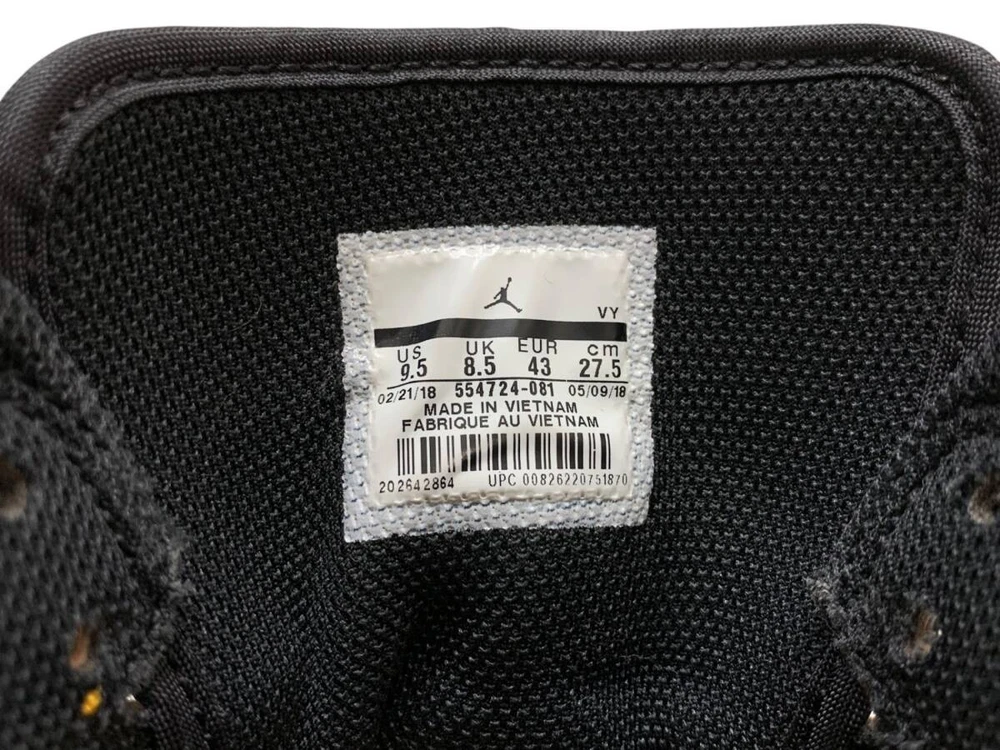 VY
US UK EUR cm
9.5 8.5 43 27.5
02/21/18 554724-081 05/09/18
MADE IN VIETNAM
FABRIQUE AU VIETNAM
202642864 UPC 00826220751870